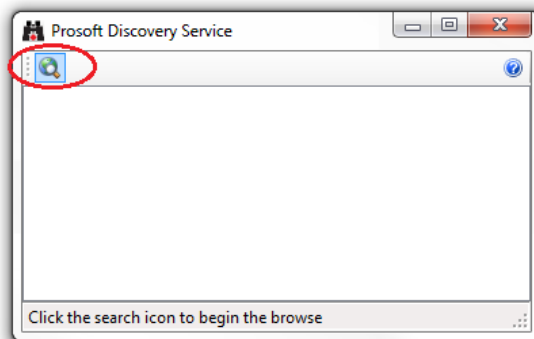 Prosoft Discovery Service
Click the search icon to begin the browse